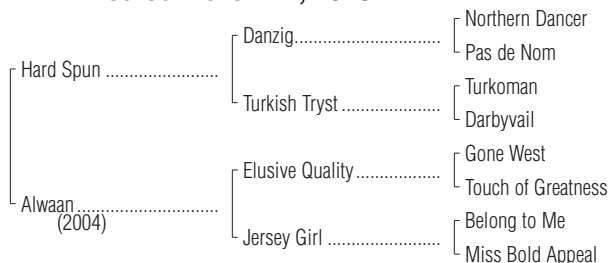 Northern Dancer
Danzig
Pas de Nom
Hard Spun
Turkoman
Turkish Tryst
Darbyvail
Gone West
Elusive Quality
Touch of Greatness
Alwaan
(2004)
Belong to Me
Jersey Girl
Miss Bold Appeal